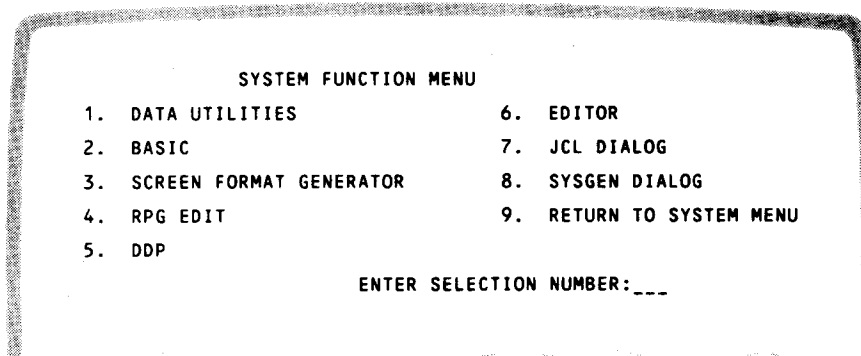 SYSTEM FUNCTION MENU
1. DATA UTILITIES 6. EDITOR
2. BASIC 7. JCL DIALOG
3. SCREEN FORMAT GENERATOR 8. SYSGEN DIALOG
4. RPG EDIT 9. RETURN TO SYSTEM MENU
5. DDP
ENTER SELECTION NUMBER:___